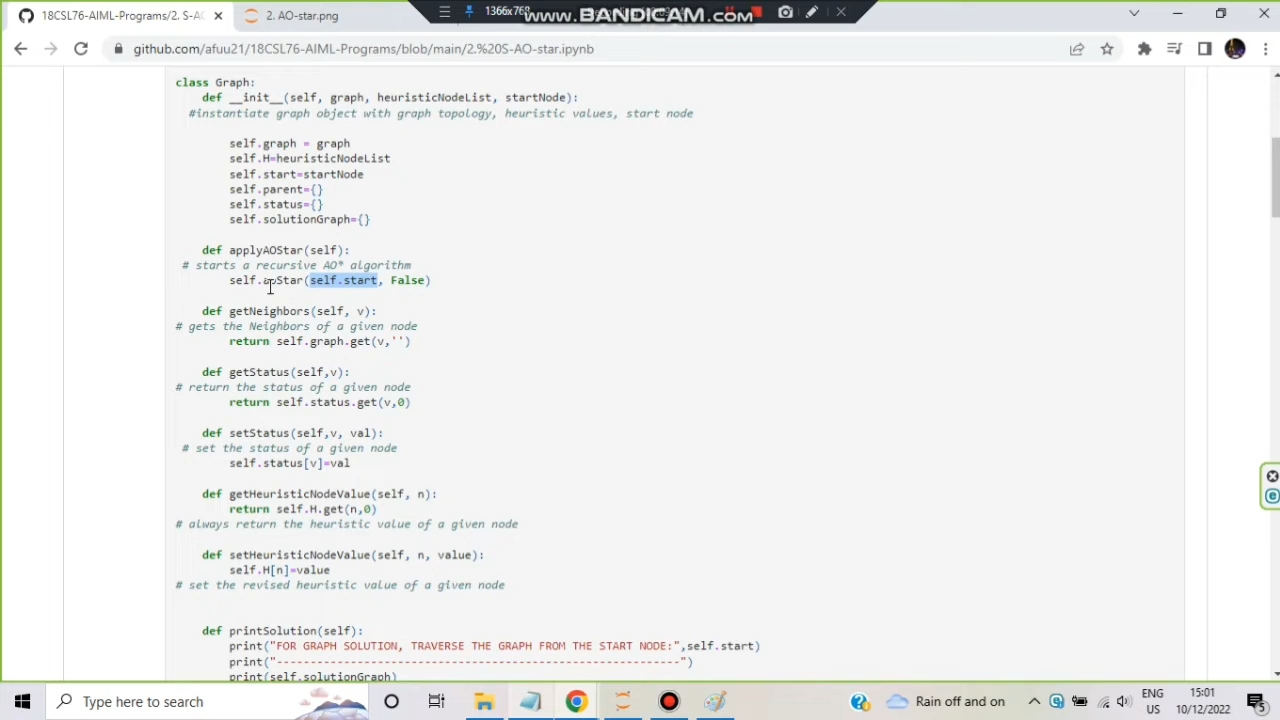 18CSL76-AIML-Programs/2. S-AO
2. AO-star.png
1366x768
www.BANDICAM.com
github.com/afuu21/18CSL76-AIML-Programs/blob/main/2.%20S-AO-star.ipynb
class Graph:
def __init__(self, graph, heuristicNodeList, startNode):
#instantiate graph object with graph topology, heuristic values, start node
self.graph = graph
self.H=heuristicNodeList
self.start=startNode
self.parent={}
self.status={}
self.solutionGraph={}
def applyAOStar(self):
# starts a recursive AO* algorithm
self.aoStar(self.start, False)
def getNeighbors(self, v):
# gets the Neighbors of a given node
return self.graph.get(v,'')
def getStatus(self,v):
# return the status of a given node
return self.status.get(v,0)
def setStatus(self,v, val):
# set the status of a given node
self.status[v]=val
def getHeuristicNodeValue(self, n):
return self.H.get(n,0)
# always return the heuristic value of a given node
def setHeuristicNodeValue(self, n, value):
self.H[n]=value
# set the revised heuristic value of a given node
def printSolution(self):
print("FOR GRAPH SOLUTION, TRAVERSE THE GRAPH FROM THE START NODE:",self.start)
print("------------------------------------------------------------")
print(self.solutionGraph)
Type here to search
Rain off and on
ENG
US
15:01
10/12/2022
5